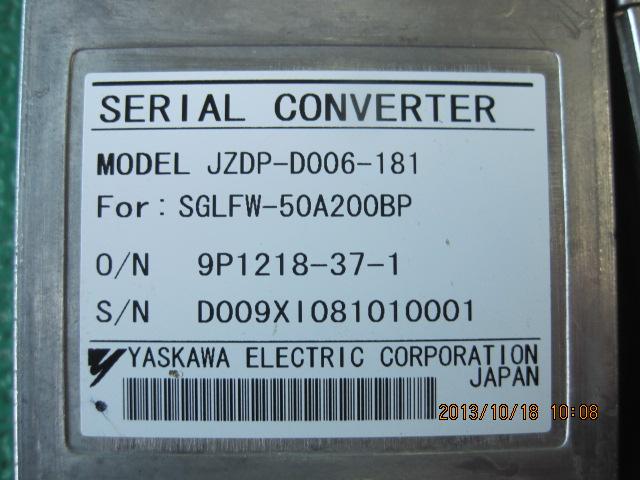 SERIAL CONVERTER
MODEL JZDP-D006-181
For: SGLFW-50A200BP
O/N 9P1218-37-1
S/N D009XI081010001
YASKAWA ELECTRIC CORPORATION
JAPAN
2013/10/18 10:08